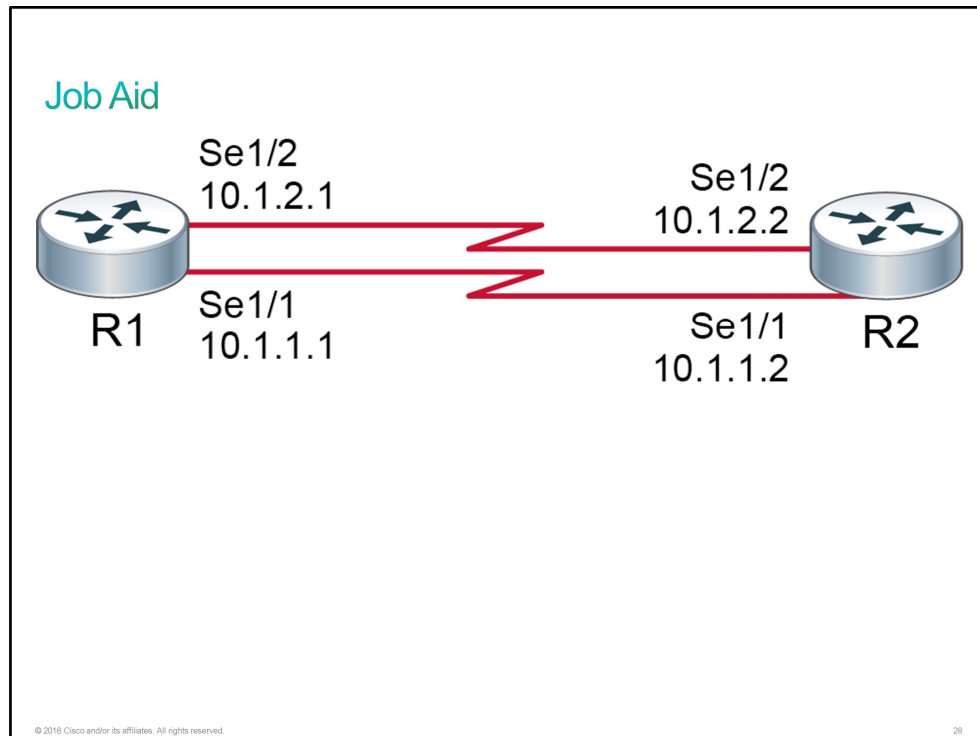 Job Aid
Se1/2
10.1.2.1
Se1/2
10.1.2.2
R1
Se1/1
10.1.1.1
Se1/1
10.1.1.2
R2
© 2016 Cisco and/or its affiliates. All rights reserved.
28